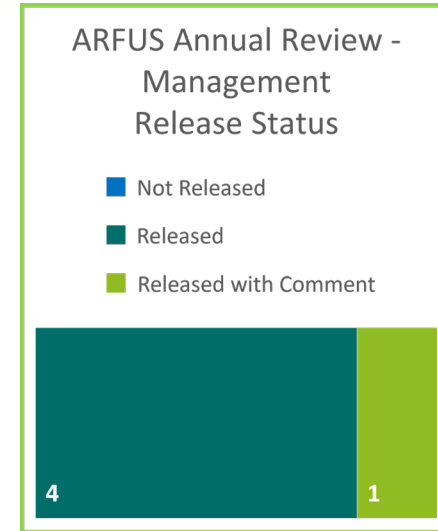 ARFUS Annual Review -
Management
Release Status
Not Released
Released
Released with Comment
4
1